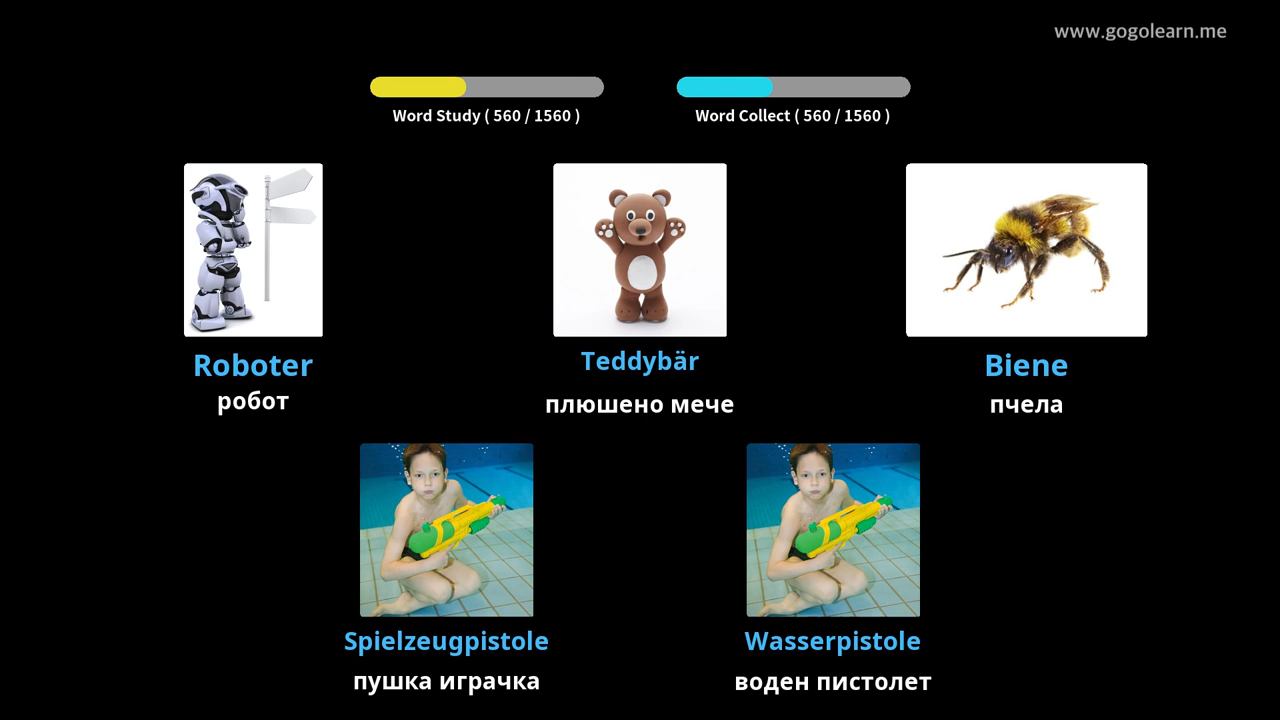 www.gogolearn.me
Word Study ( 560 / 1560 )
Word Collect ( 560 / 1560 )
Roboter
робот
Teddybär
плюшено мече
Biene
пчела
Spielzeugpistole
пушка играчка
Wasserpistole
воден пистолет